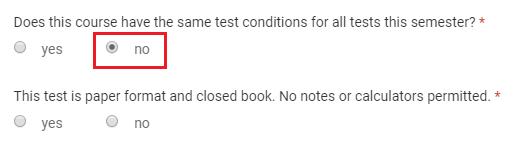 Does this course have the same test conditions for all tests this semester? *
yes no
This test is paper format and closed book. No notes or calculators permitted. *
yes no